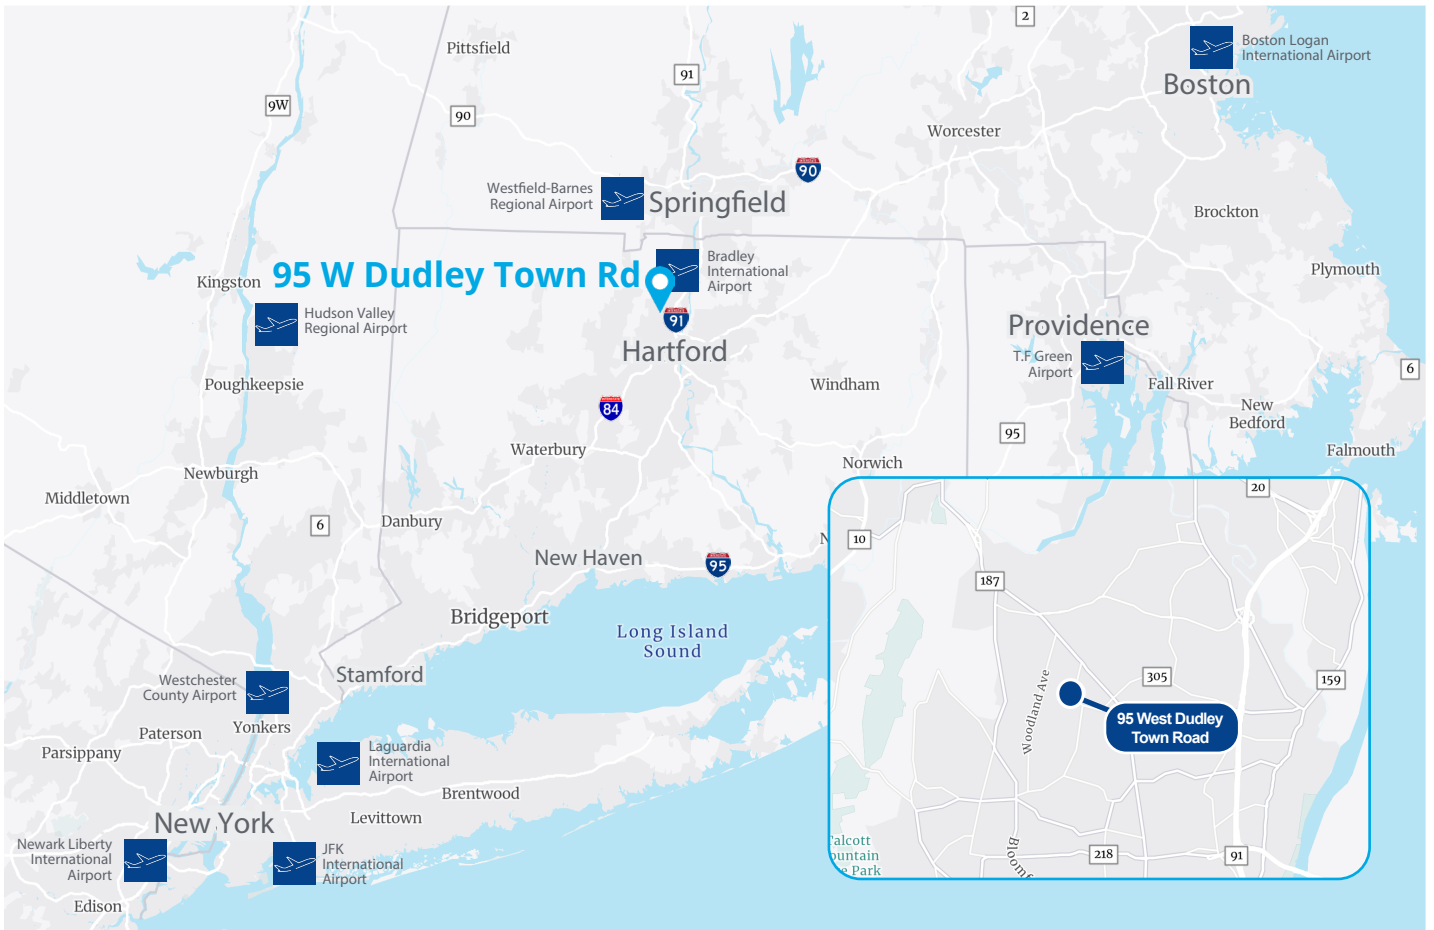 2
Boston Logan
International Airport
Boston
Pittsfield
91
9W
90
Worcester
90
Westfield-Barnes
Regional Airport
Springfield
Brockton
Bradley
International
Airport
95 W Dudley Town Rd
Plymouth
Kingston
Hudson Valley
Regional Airport
91
Hartford
Providence
T.F Green
Airport
6
Poughkeepsie
Windham
Fall River
84
New
Bedford
95
Waterbury
Falmouth
Norwich
Newburgh
Middletown
6
Danbury
New Haven
95
N
Bridgeport
Long Island
Sound
Stamford
Westchester
County Airport
Yonkers
Paterson
Parsippany
Laguardia
International
Airport
Brentwood
Levittown
New York
Newark Liberty
International
Airport
JFK
International
Airport
Edison
20
10
187
305
159
Woodland Ave
95 West Dudley
Town Road
Bloomf
218
91
alcott
ountain
e Park